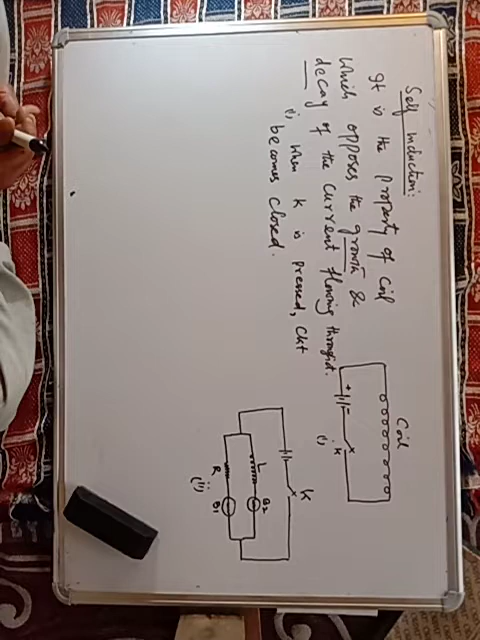 Self Induction:
It is the Property of Coil
Which opposes the growth &
decay of the current flowing through it.
i) When K is Pressed, Ckt
becomes closed.
Coil
+ -
K
(i)
K
L
B2
R
B1
(ii)